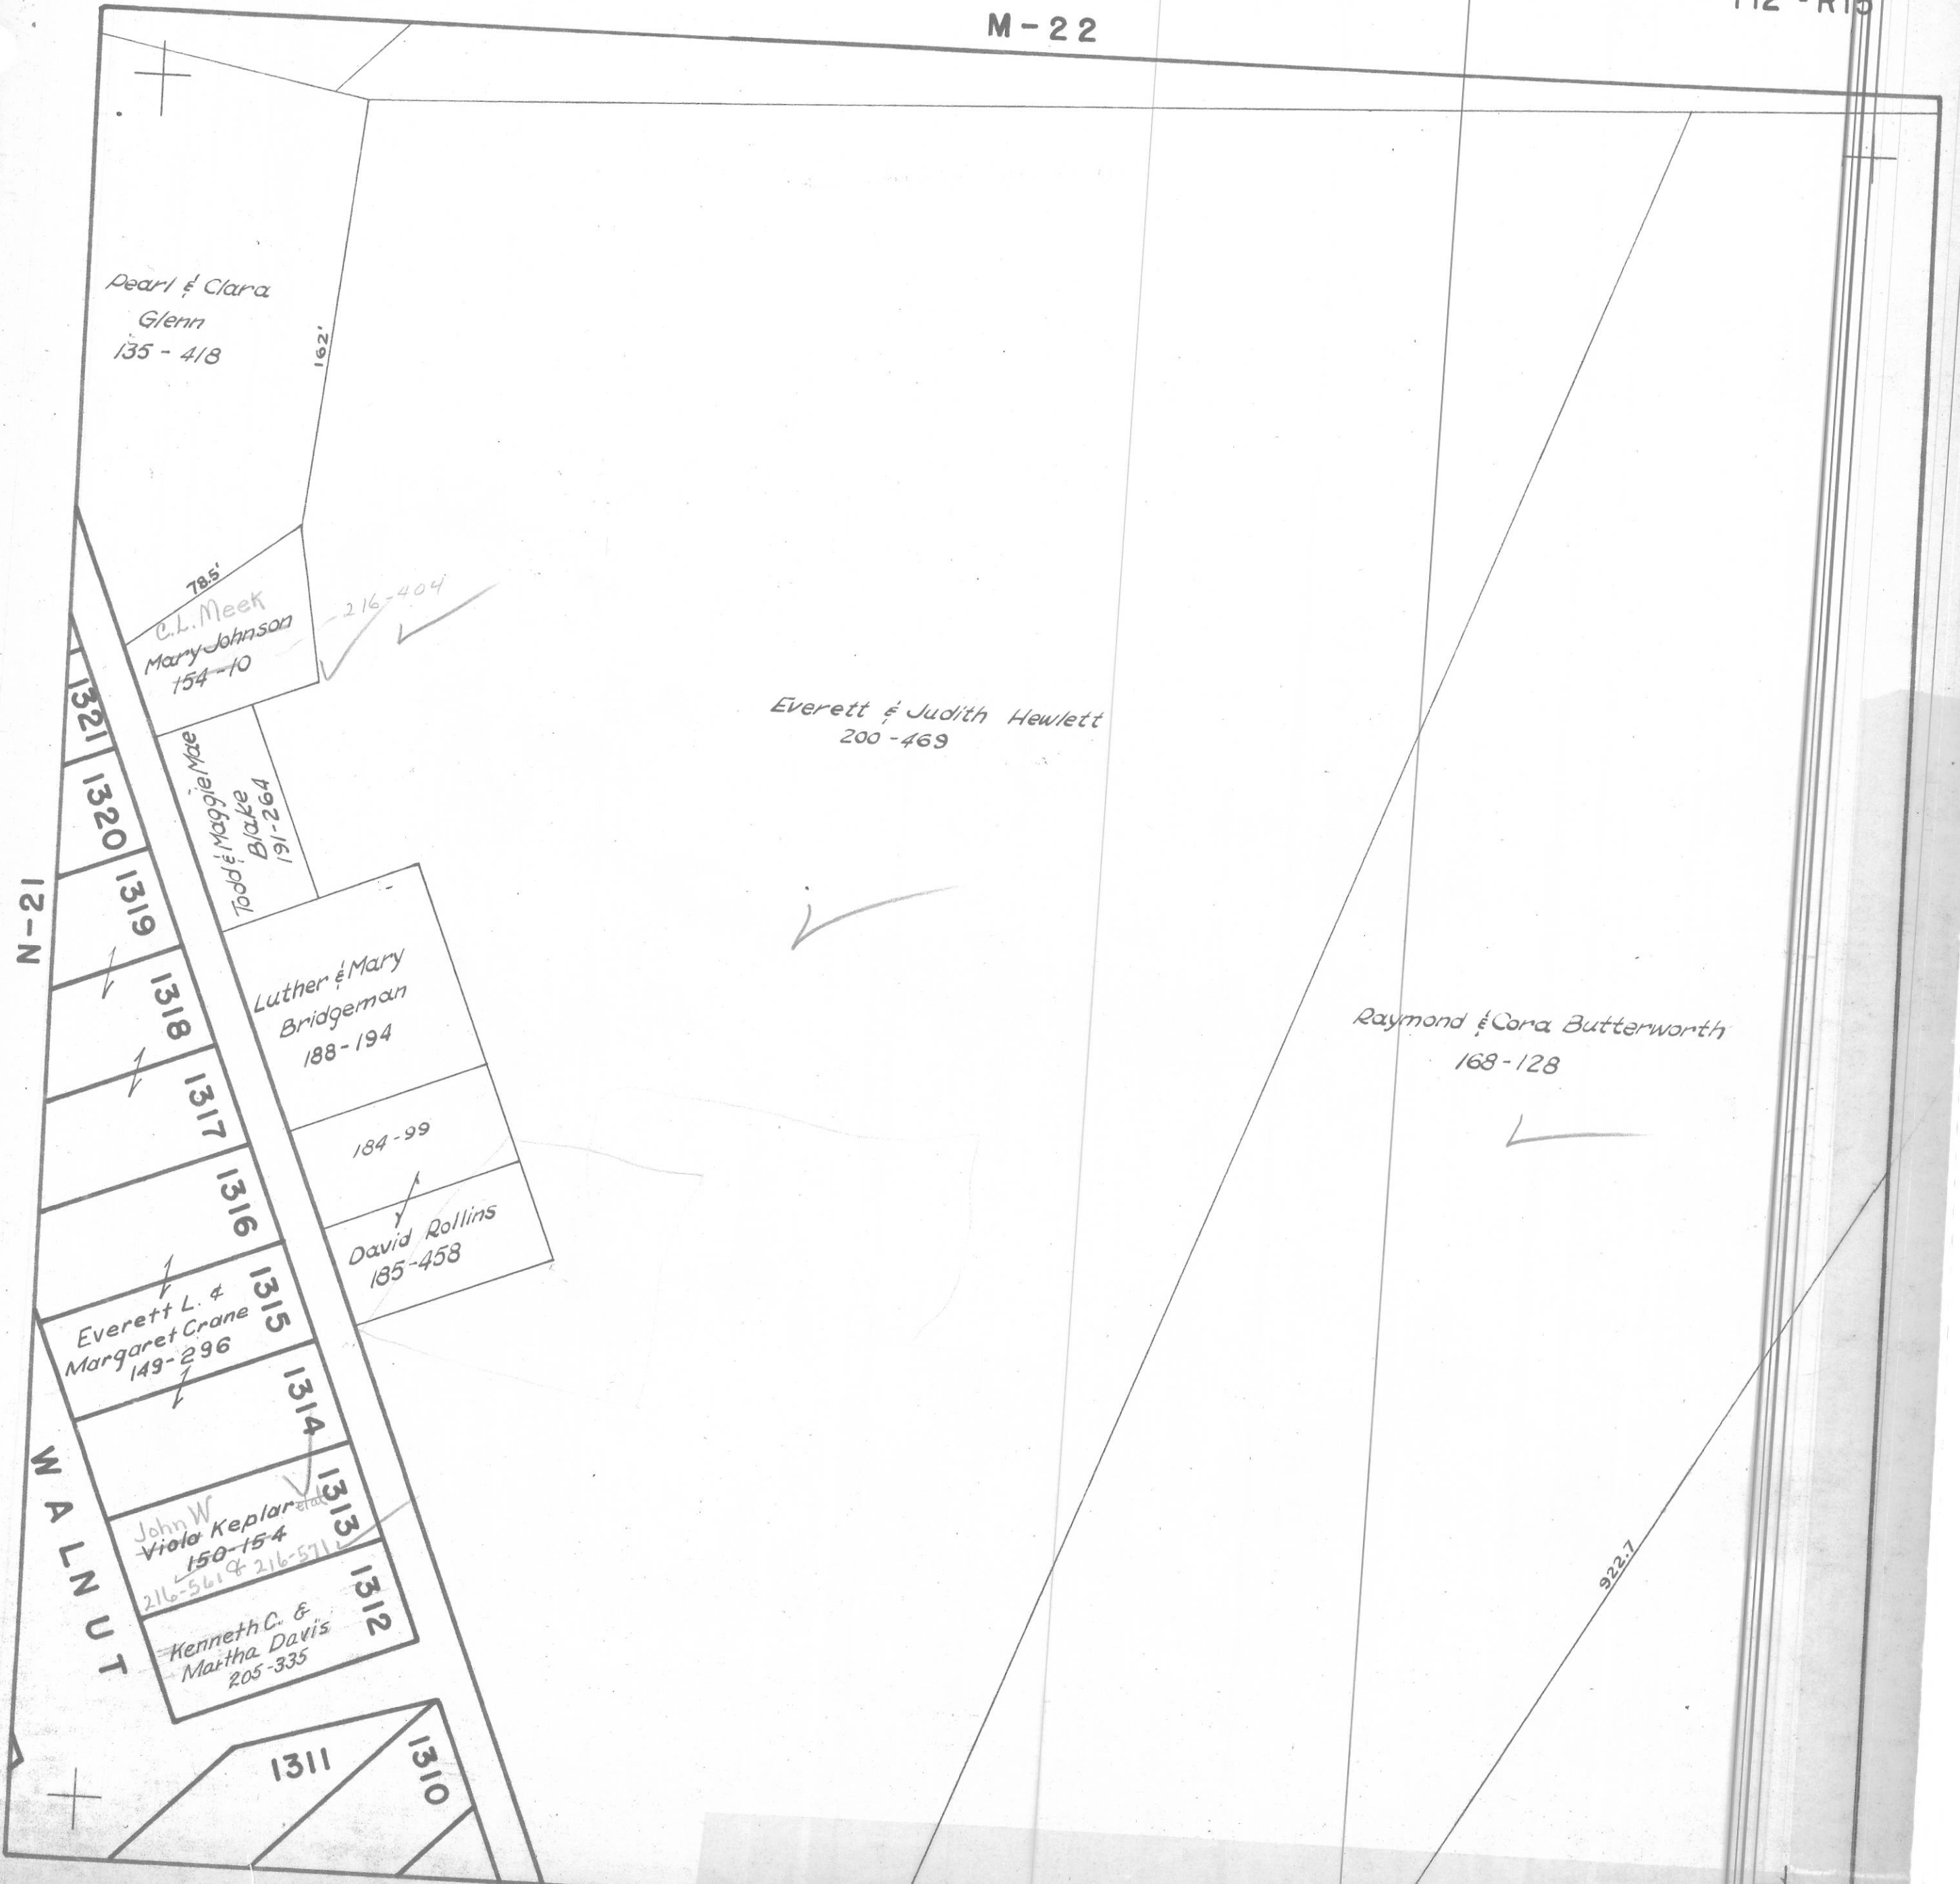 M-22
T12-R15
Pearl & Clara
Glenn
135-418
162'
78.5'
C.L. Meek
Mary Johnson
154-10
216-404
Todd & Maggie Mae
Blake
191-264
Everett & Judith Hewlett
200-469
N-21
1321
1320
1319
1318
1317
1316
1315
1314
1313
1312
1311
1310
Luther & Mary
Bridgeman
188-194
184-99
David Rollins
185-458
Raymond & Cora Butterworth
168-128
Everett L. &
Margaret Crane
149-296
John W
Viola Keplar etal
150-154
216-561 & 216-571
Kenneth C. &
Martha Davis
205-335
WALNUT
922.7